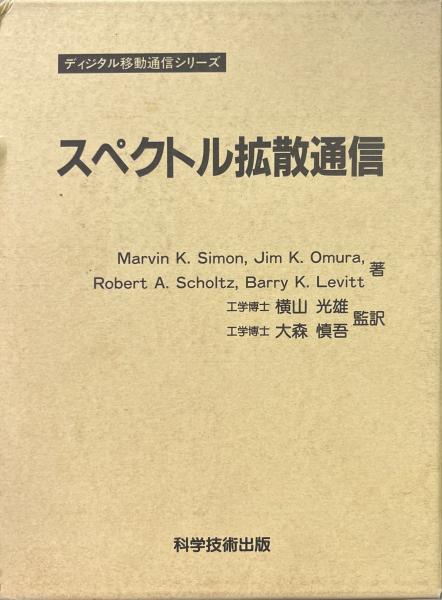 ディジタル移動通信シリーズ
スペクトル拡散通信
Marvin K. Simon, Jim K. Omura,
Robert A. Scholtz, Barry K. Levitt 著
工学博士 横山 光雄
工学博士 大森 慎吾 監訳
科学技術出版